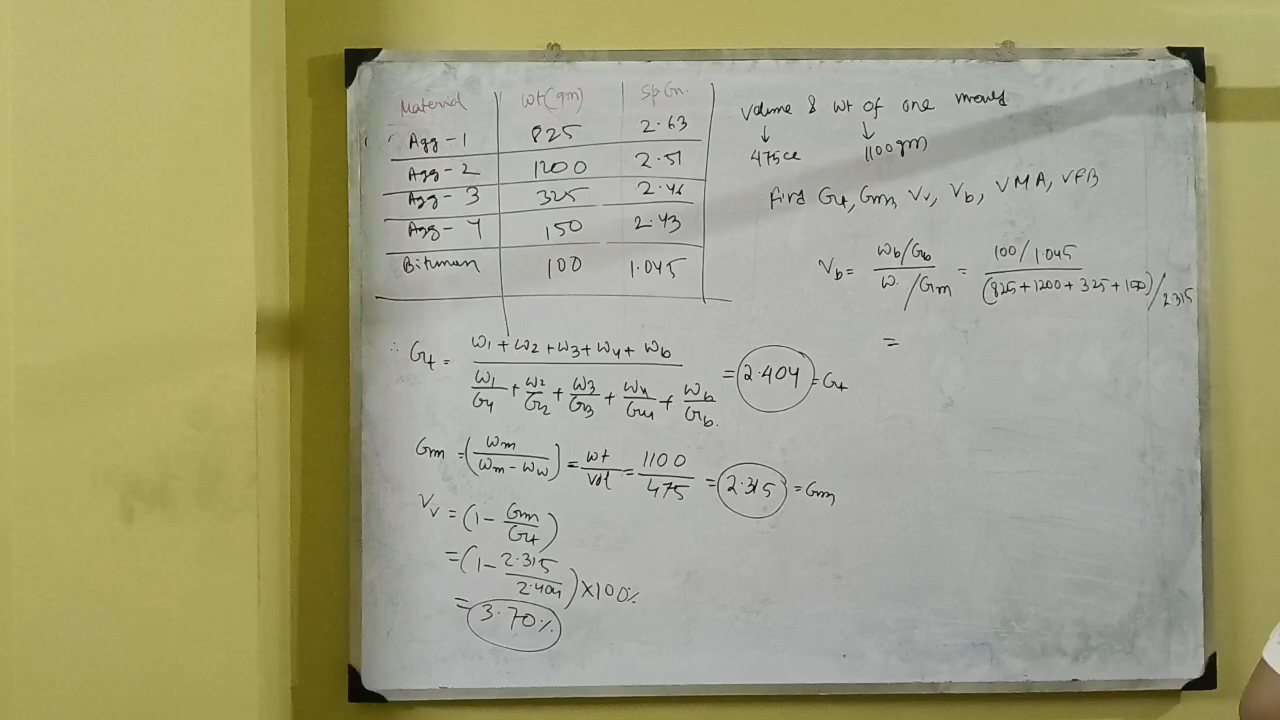 Material Wt(gm) Sp Gr.
Agg-1 825 2.63
Agg-2 1200 2.51
Agg-3 325 2.46
Agg-4 150 2.43
Bitumen 100 1.045
Volume & wt of one mould
↓ ↓
475cc 1100gm
Find Gt, Gm, Vv, Vb, VMA, VFB
Vb = (Wb/Gb) / (W/Gm) = (100/1.045) / ((825+1200+325+150)/2.315)
=
∴ Gt = (W1+W2+W3+W4+Wb) / (W1/G1 + W2/G2 + W3/G3 + W4/G4 + Wb/Gb) = 2.404 = Gt
Gm = (Wm / (Wm-Ww)) = wt/vol = 1100/475 = 2.315 = Gm
Vv = (1 - Gm/Gt)
= (1 - 2.315/2.404) × 100%
= 3.70%